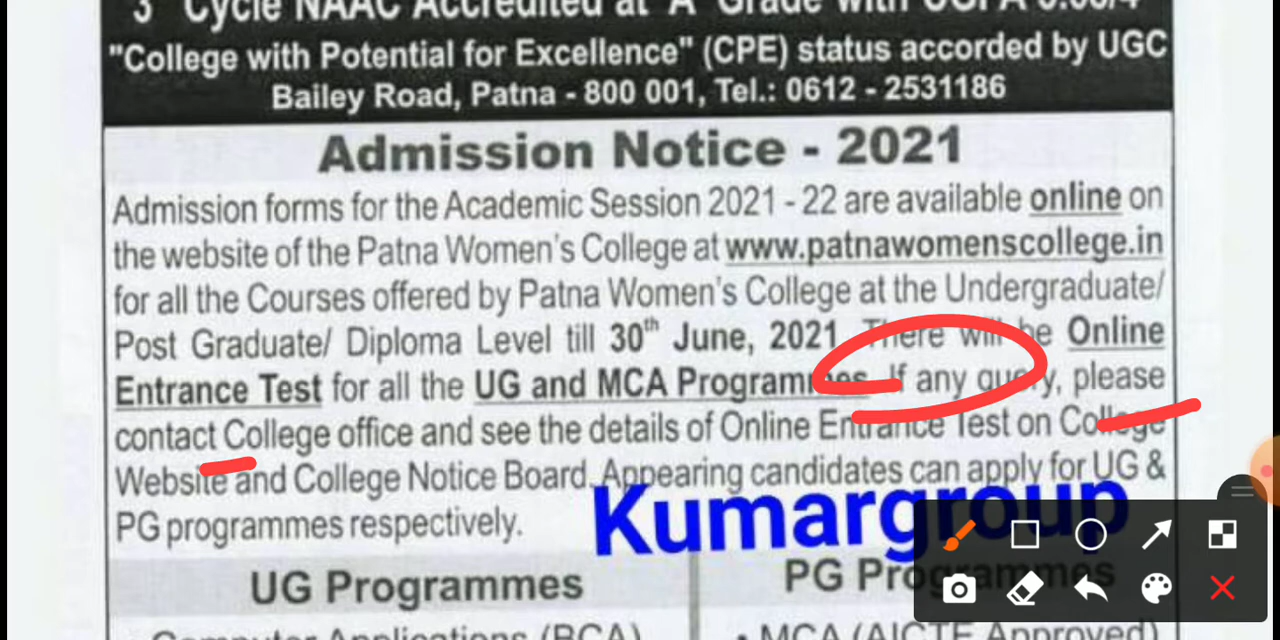 3 Cycle NAAC Accredited at 'A' Grade with CGPA
"College with Potential for Excellence" (CPE) status accorded by UGC
Bailey Road, Patna - 800 001, Tel.: 0612 - 2531186
Admission Notice - 2021
Admission forms for the Academic Session 2021 - 22 are available online on
the website of the Patna Women's College at www.patnawomenscollege.in
for all the Courses offered by Patna Women's College at the Undergraduate/
Post Graduate/ Diploma Level till 30th June, 2021. There will be Online
Entrance Test for all the UG and MCA Programmes. If any query, please
contact College office and see the details of Online Entrance Test on College
Website and College Notice Board. Appearing candidates can apply for UG &
PG programmes respectively.
Kumargroup
UG Programmes
PG Programmes
Computer Applications (BCA)
• MCA (AICTE Approved)